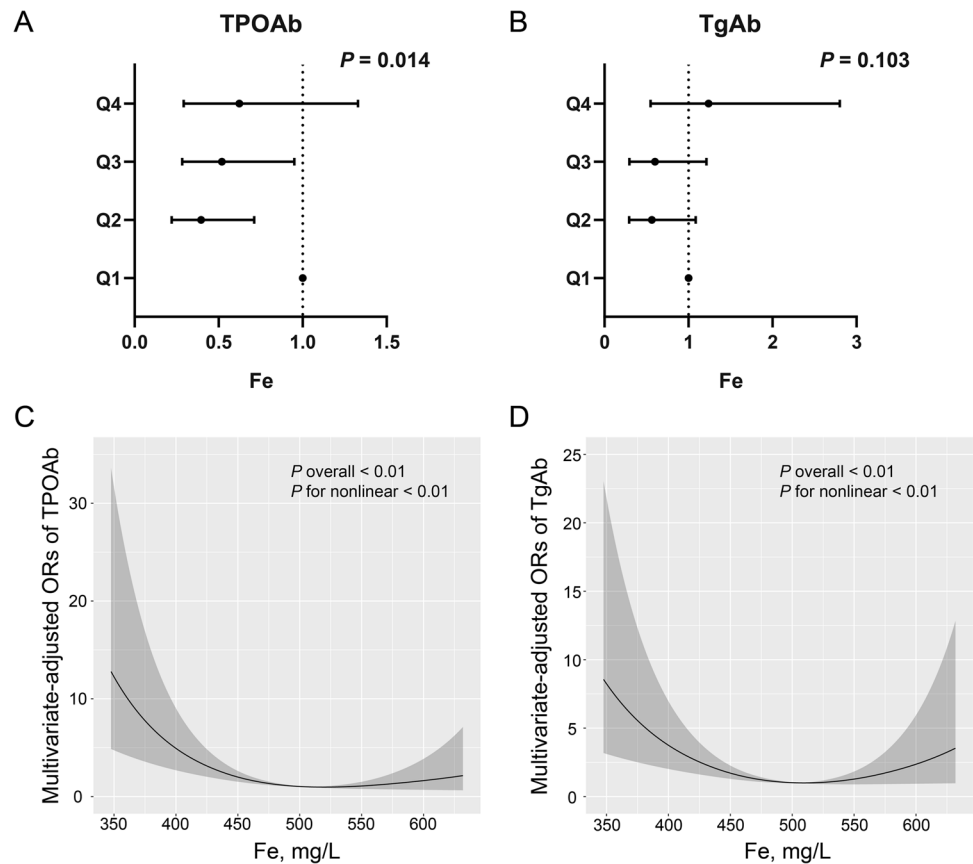 A
TPOAb
P = 0.014
Q4
Q3
Q2
Q1
0.0 0.5 1.0 1.5
Fe
B
TgAb
P = 0.103
Q4
Q3
Q2
Q1
0 1 2 3
Fe
C
Multivariate-adjusted ORs of TPOAb
P overall < 0.01
P for nonlinear < 0.01
30
20
10
0
350 400 450 500 550 600
Fe, mg/L
D
Multivariate-adjusted ORs of TgAb
P overall < 0.01
P for nonlinear < 0.01
25
20
15
10
5
0
350 400 450 500 550 600
Fe, mg/L